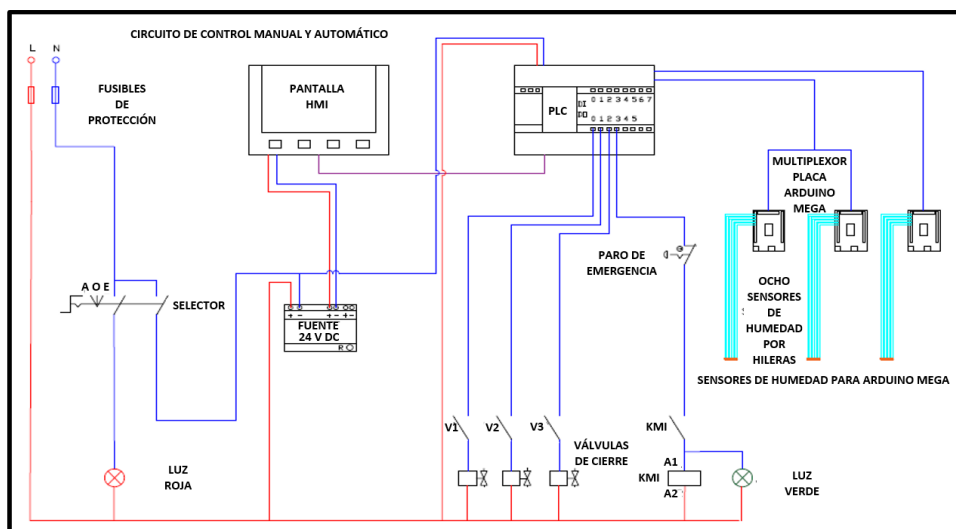 CIRCUITO DE CONTROL MANUAL Y AUTOMÁTICO
L N
FUSIBLES
DE
PROTECCIÓN
PANTALLA
HMI
PLC
0 1 2 3 4 5 6 7
DI
DO
0 1 2 3 4 5
MULTIPLEXOR
PLACA
ARDUINO
MEGA
PARO DE
EMERGENCIA
A O E
SELECTOR
+ - + - + -
FUENTE
24 V DC
R
OCHO
SENSORES
DE
HUMEDAD
POR
HILERAS
SENSORES DE HUMEDAD PARA ARDUINO MEGA
V1
V2
V3
KMI
VÁLVULAS
DE CIERRE
A1
KMI
A2
LUZ
ROJA
LUZ
VERDE